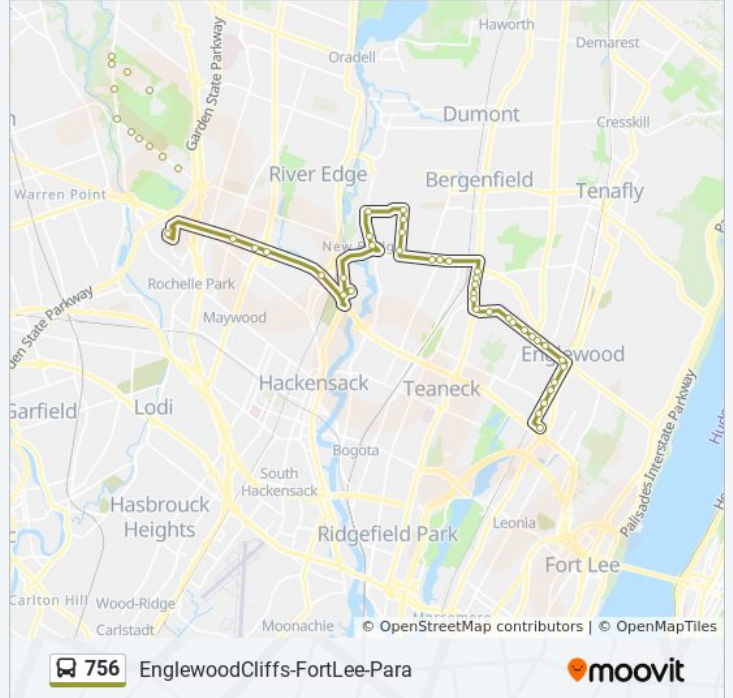 Haworth
Oradell
Demarest
Garden State Parkway
Dumont
Cresskill
River Edge
Bergenfield
Tenafly
Warren Point
New
Rochelle Park
den State Parkway
Maywood
Englewood
Hackensack
Teaneck
Garfield
Lodi
Palisades Interstate Parkway
Hud
Bogota
South
Hackensack
Hasbrouck
Heights
Ridgefield Park
Leonia
Fort Lee
Carlton Hill
Wood-Ridge
Carlstadt
Moonachie
© OpenStreetMap contributors | © OpenMapTiles
756
EnglewoodCliffs-FortLee-Para
moovit